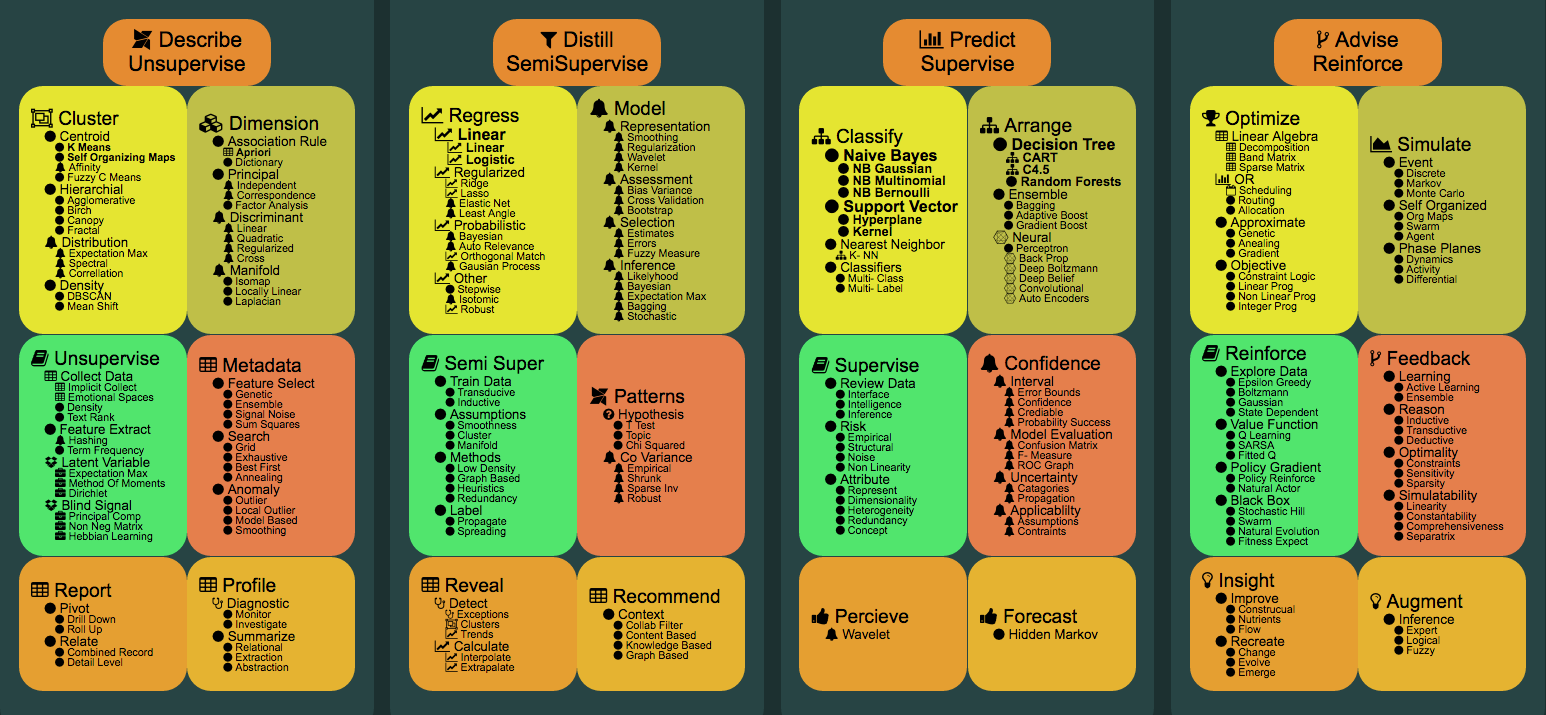 Describe
Unsupervise
Cluster
Centroid
K Means
Self Organizing Maps
Affinity
Fuzzy C Means
Hierarchial
Agglomerative
Birch
Canopy
Fractal
Distribution
Expectation Max
Spectral
Correllation
Density
DBSCAN
Mean Shift
Dimension
Association Rule
Apriori
Dictionary
Principal
Independent
Correspondence
Factor Analysis
Discriminant
Linear
Quadratic
Regularized
Cross
Manifold
Isomap
Locally Linear
Laplacian
Unsupervise
Collect Data
Implicit Collect
Emotional Spaces
Density
Text Rank
Feature Extract
Hashing
Term Frequency
Latent Variable
Expectation Max
Method Of Moments
Dirichlet
Blind Signal
Principal Comp
Non Neg Matrix
Hebbian Learning
Metadata
Feature Select
Genetic
Ensemble
Signal Noise
Sum Squares
Search
Grid
Exhaustive
Best First
Annealing
Anomaly
Outlier
Local Outlier
Model Based
Smoothing
Report
Pivot
Drill Down
Roll Up
Relate
Combined Record
Detail Level
Profile
Diagnostic
Monitor
Investigate
Summarize
Relational
Extraction
Abstraction
Distill
SemiSupervise
Regress
Linear
Linear
Logistic
Regularized
Ridge
Lasso
Elastic Net
Least Angle
Probabilistic
Bayesian
Auto Relevance
Orthogonal Match
Gausian Process
Other
Stepwise
Isotomic
Robust
Model
Representation
Smoothing
Regularization
Wavelet
Kernel
Assessment
Bias Variance
Cross Validation
Bootstrap
Selection
Estimates
Errors
Fuzzy Measure
Inference
Likelyhood
Bayesian
Expectation Max
Bagging
Stochastic
Semi Super
Train Data
Transducive
Inductive
Assumptions
Smoothness
Cluster
Manifold
Methods
Low Density
Graph Based
Heuristics
Redundancy
Label
Propagate
Spreading
Patterns
Hypothesis
T Test
Topic
Chi Squared
Co Variance
Empirical
Shrunk
Sparse Inv
Robust
Reveal
Detect
Exceptions
Clusters
Trends
Calculate
Interpolate
Extrapalate
Recommend
Context
Collab Filter
Content Based
Knowledge Based
Graph Based
Predict
Supervise
Classify
Naive Bayes
NB Gaussian
NB Multinomial
NB Bernoulli
Support Vector
Hyperplane
Kernel
Nearest Neighbor
K- NN
Classifiers
Multi- Class
Multi- Label
Arrange
Decision Tree
CART
C4.5
Random Forests
Ensemble
Bagging
Adaptive Boost
Gradient Boost
Neural
Perceptron
Back Prop
Deep Boltzmann
Deep Belief
Convolutional
Auto Encoders
Supervise
Review Data
Interface
Intelligence
Inference
Risk
Empirical
Structural
Noise
Non Linearity
Attribute
Represent
Dimensionality
Heterogeneity
Redundancy
Concept
Confidence
Interval
Error Bounds
Confidence
Crediable
Probability Success
Model Evaluation
Confusion Matrix
F- Measure
ROC Graph
Uncertainty
Catagories
Propagation
Applicablilty
Assumptions
Contraints
Percieve
Wavelet
Forecast
Hidden Markov
Advise
Reinforce
Optimize
Linear Algebra
Decomposition
Band Matrix
Sparse Matrix
OR
Scheduling
Routing
Allocation
Approximate
Genetic
Anealing
Gradient
Objective
Constraint Logic
Linear Prog
Non Linear Prog
Integer Prog
Simulate
Event
Discrete
Markov
Monte Carlo
Self Organized
Org Maps
Swarm
Agent
Phase Planes
Dynamics
Activity
Differential
Reinforce
Explore Data
Epsilon Greedy
Boltzmann
Gaussian
State Dependent
Value Function
Q Learning
SARSA
Fitted Q
Policy Gradient
Policy Reinforce
Natural Actor
Black Box
Stochastic Hill
Swarm
Natural Evolution
Fitness Expect
Feedback
Learning
Active Learning
Ensemble
Reason
Inductive
Transductive
Deductive
Optimality
Constraints
Sensitivity
Sparsity
Simulatability
Linearity
Constantability
Comprehensiveness
Separatrix
Insight
Improve
Construcual
Nutrients
Flow
Recreate
Change
Evolve
Emerge
Augment
Inference
Expert
Logical
Fuzzy